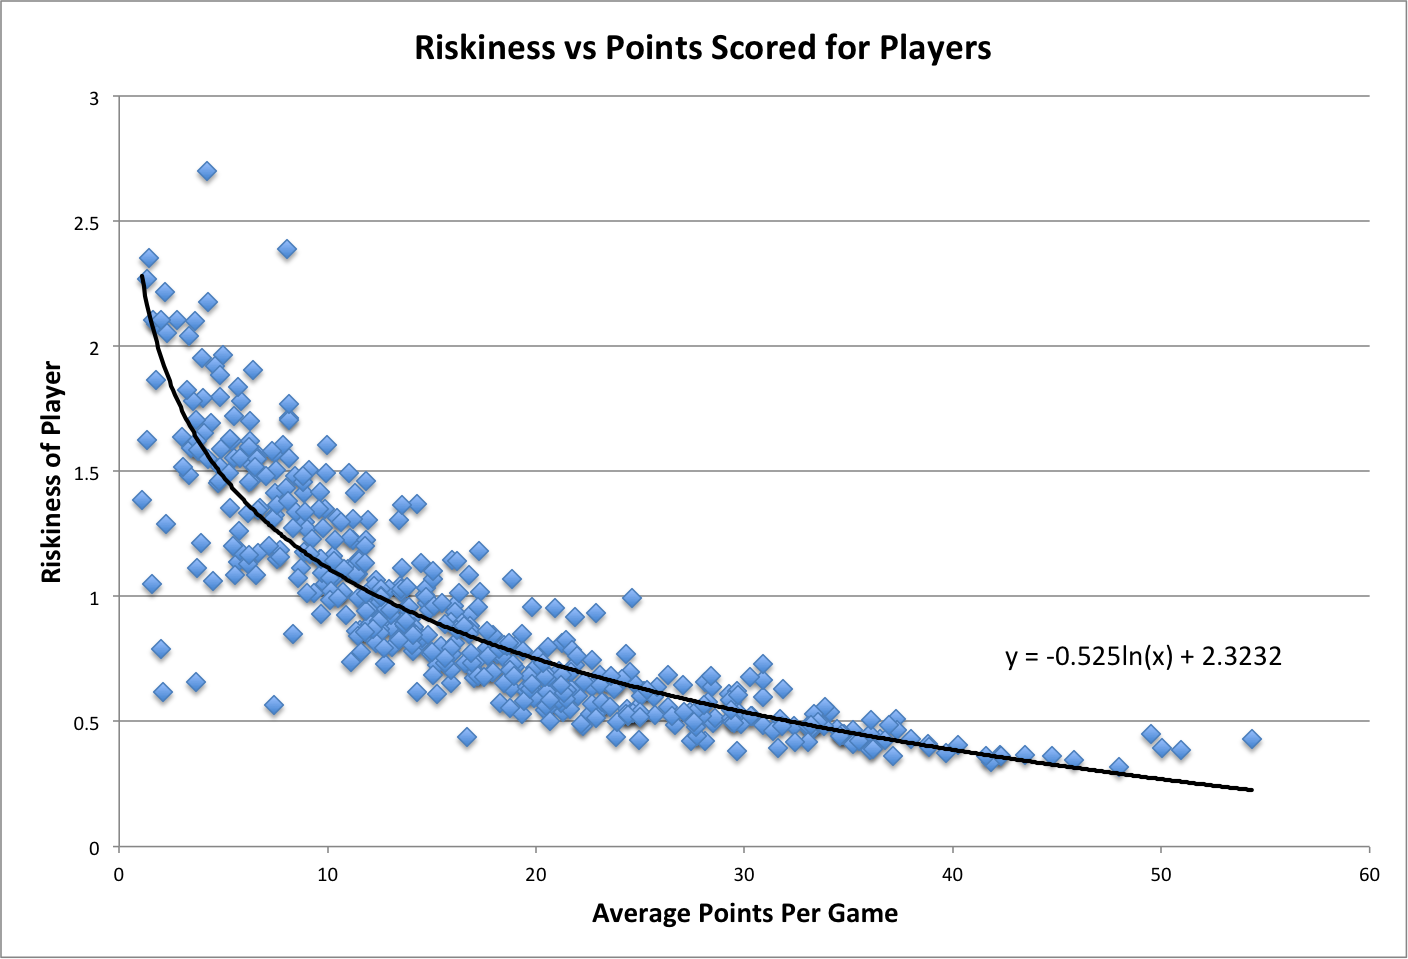 Riskiness vs Points Scored for Players
3
2.5
2
1.5
1
0.5
0
Riskiness of Player
y = -0.525ln(x) + 2.3232
0 10 20 30 40 50 60
Average Points Per Game